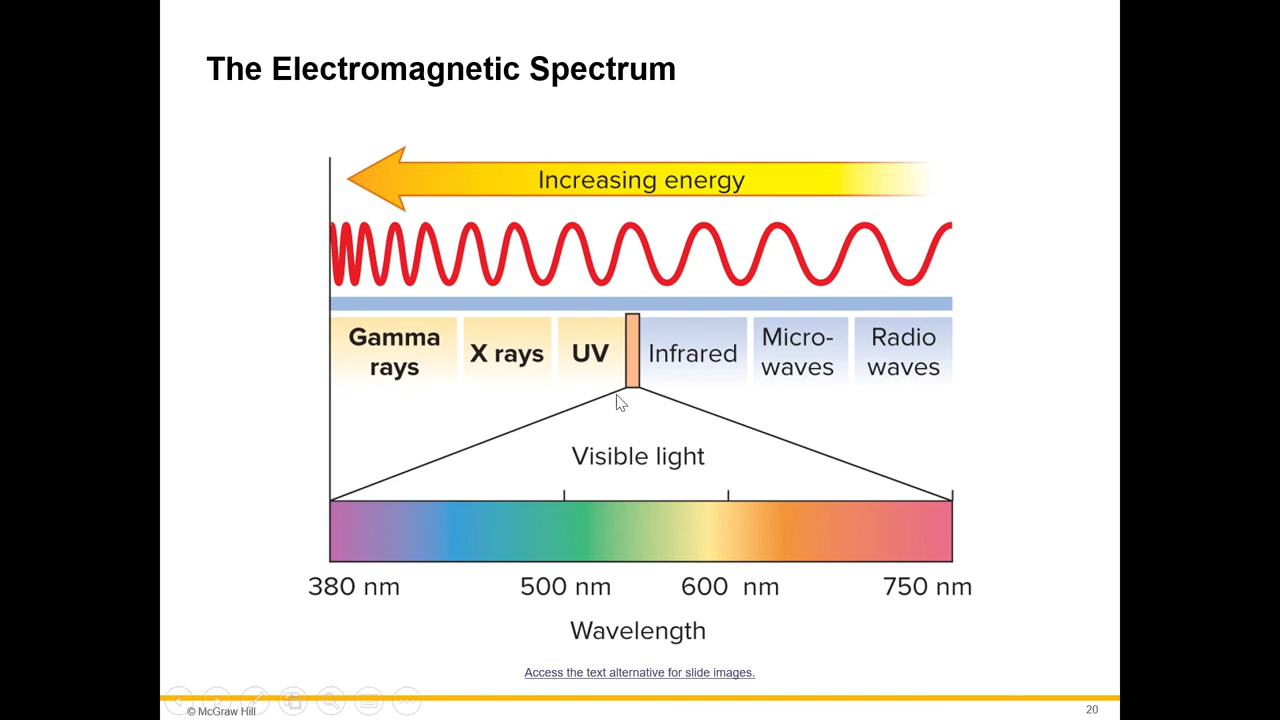 The Electromagnetic Spectrum
Increasing energy
Gamma
rays
X rays
UV
Infrared
Micro-
waves
Radio
waves
Visible light
380 nm
500 nm
600 nm
750 nm
Wavelength
Access the text alternative for slide images.
© McGraw Hill
20